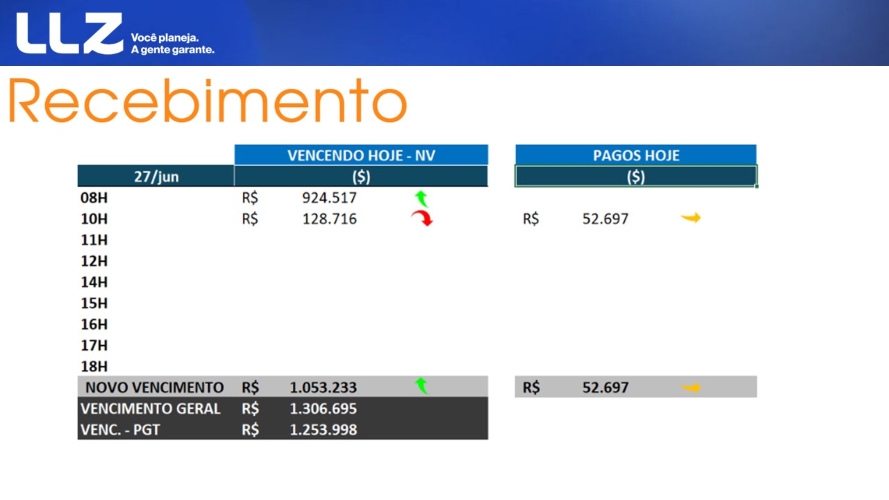 LLZ
Você planeja.
A gente garante.
Recebimento
VENCENDO HOJE - NV PAGOS HOJE
27/jun ($) ($)
08H R$ 924.517
10H R$ 128.716 R$ 52.697
11H
12H
14H
15H
16H
17H
18H
NOVO VENCIMENTO R$ 1.053.233 R$ 52.697
VENCIMENTO GERAL R$ 1.306.695
VENC. - PGT R$ 1.253.998